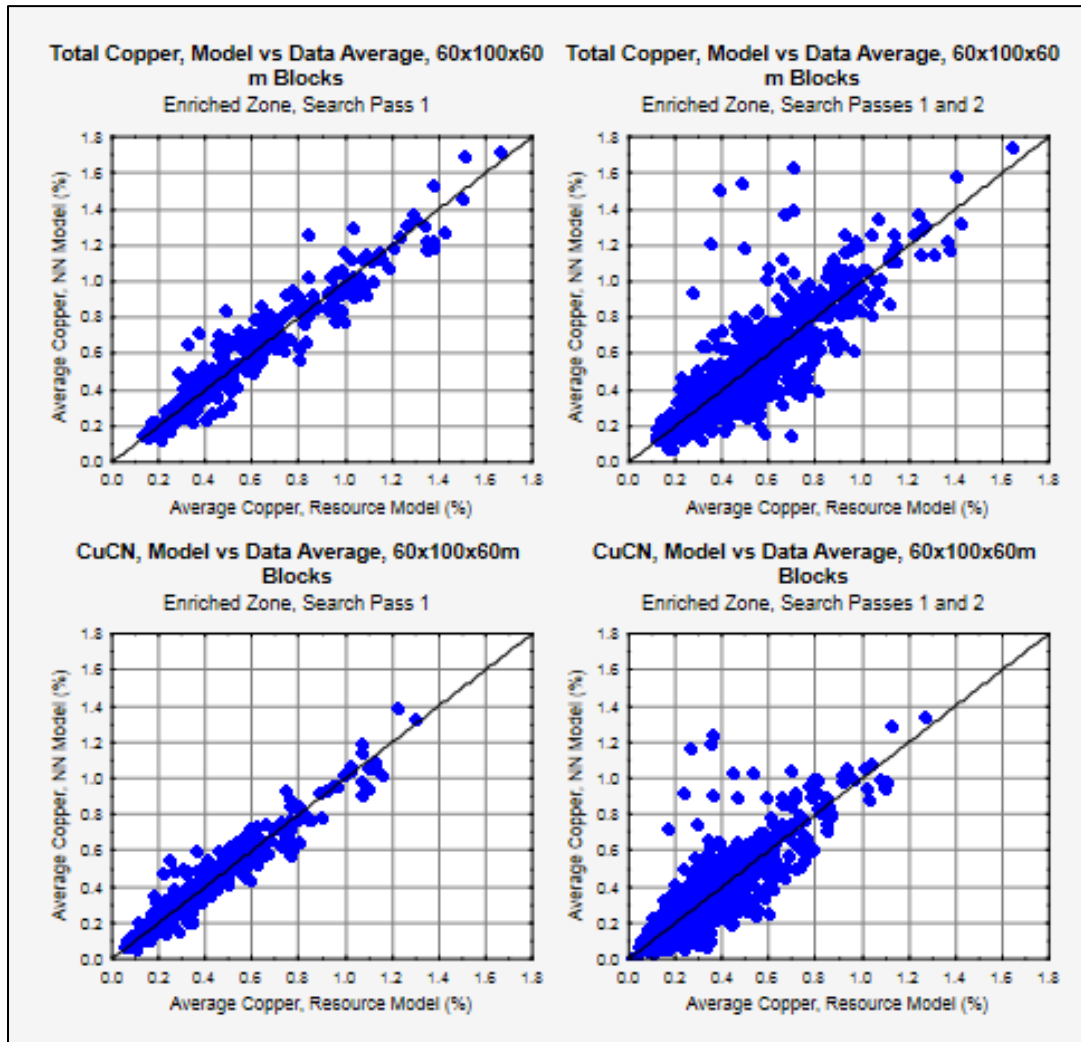 Total Copper, Model vs Data Average, 60x100x60
m Blocks
Enriched Zone, Search Pass 1
Average Copper, NN Model (%)
1.8
1.6
1.4
1.2
1.0
0.8
0.6
0.4
0.2
0.0
0.0 0.2 0.4 0.6 0.8 1.0 1.2 1.4 1.6 1.8
Average Copper, Resource Model (%)
Total Copper, Model vs Data Average, 60x100x60
m Blocks
Enriched Zone, Search Passes 1 and 2
Average Copper, NN Model (%)
1.8
1.6
1.4
1.2
1.0
0.8
0.6
0.4
0.2
0.0
0.0 0.2 0.4 0.6 0.8 1.0 1.2 1.4 1.6 1.8
Average Copper, Resource Model (%)
CuCN, Model vs Data Average, 60x100x60m
Blocks
Enriched Zone, Search Pass 1
Average Copper, NN Model (%)
1.8
1.6
1.4
1.2
1.0
0.8
0.6
0.4
0.2
0.0
0.0 0.2 0.4 0.6 0.8 1.0 1.2 1.4 1.6 1.8
Average Copper, Resource Model (%)
CuCN, Model vs Data Average, 60x100x60m
Blocks
Enriched Zone, Search Passes 1 and 2
Average Copper, NN Model (%)
1.8
1.6
1.4
1.2
1.0
0.8
0.6
0.4
0.2
0.0
0.0 0.2 0.4 0.6 0.8 1.0 1.2 1.4 1.6 1.8
Average Copper, Resource Model (%)